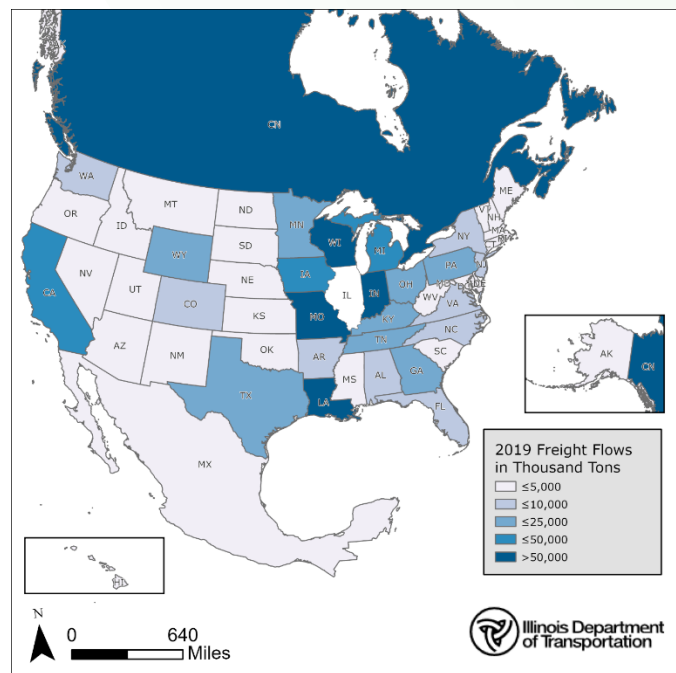 CN
WA
OR
ID
MT
ND
MN
SD
WY
WI
MI
NY
VT
ME
NH
MA
NV
UT
CO
NE
IA
IL
IN
OH
PA
NJ
CA
KS
MO
KY
WV
VA
DE
AZ
NM
OK
AR
TN
NC
SC
TX
LA
MS
AL
GA
FL
MX
AK
CN
HI
2019 Freight Flows
in Thousand Tons
≤5,000
≤10,000
≤25,000
≤50,000
>50,000
N
0 640
Miles
Illinois Department
of Transportation